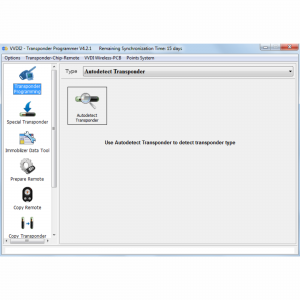 VVDI2 - Transponder Programmer V4.2.1 Remaining Synchronization Time: 15 days
Options Transponder-Chip-Remote VVDI Wireless-PCB Points System
Type Autodetect Transponder
Transponder
Programming
Autodetect
Transponder
Special Transponder
Use Autodetect Transponder to detect transponder type
Immobilizer Data Tool
Prepare Remote
Copy Remote
Copy Transponder